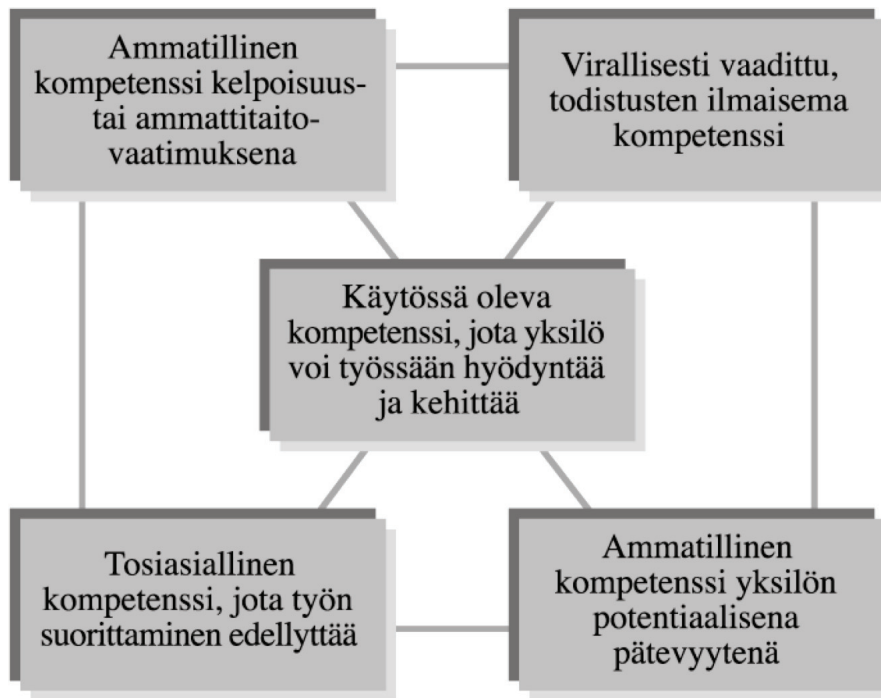 Ammatillinen
kompetenssi kelpoisuus-
tai ammattitaito-
vaatimuksena
Virallisesti vaadittu,
todistusten ilmaisema
kompetenssi
Käytössä oleva
kompetenssi, jota yksilö
voi työssään hyödyntää
ja kehittää
Tosiasiallinen
kompetenssi, jota työn
suorittaminen edellyttää
Ammatillinen
kompetenssi yksilön
potentiaalisena
pätevyytenä